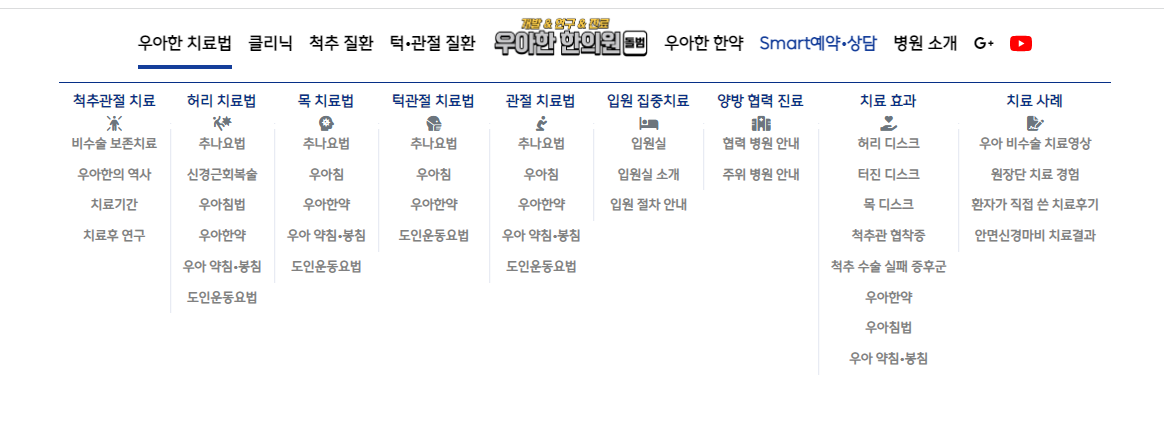 우아한 치료법 클리닉 척추 질환 턱•관절 질환 개발 & 연구 & 진료 우아한 한의원 돌범 우아한 한약 Smart예약•상담 병원 소개 G+
척추관절 치료
비수술 보존치료
우아한의 역사
치료기간
치료후 연구
허리 치료법
추나요법
신경근회복술
우아침법
우아한약
우아 약침•봉침
도인운동요법
목 치료법
추나요법
우아침
우아한약
우아 약침•봉침
도인운동요법
턱관절 치료법
추나요법
우아침
우아한약
도인운동요법
관절 치료법
추나요법
우아침
우아한약
우아 약침•봉침
도인운동요법
입원 집중치료
입원실
입원실 소개
입원 절차 안내
양방 협력 진료
협력 병원 안내
주위 병원 안내
치료 효과
허리 디스크
터진 디스크
목 디스크
척추관 협착증
척추 수술 실패 증후군
우아한약
우아침법
우아 약침•봉침
치료 사례
우아 비수술 치료영상
원장단 치료 경험
환자가 직접 쓴 치료후기
안면신경마비 치료결과